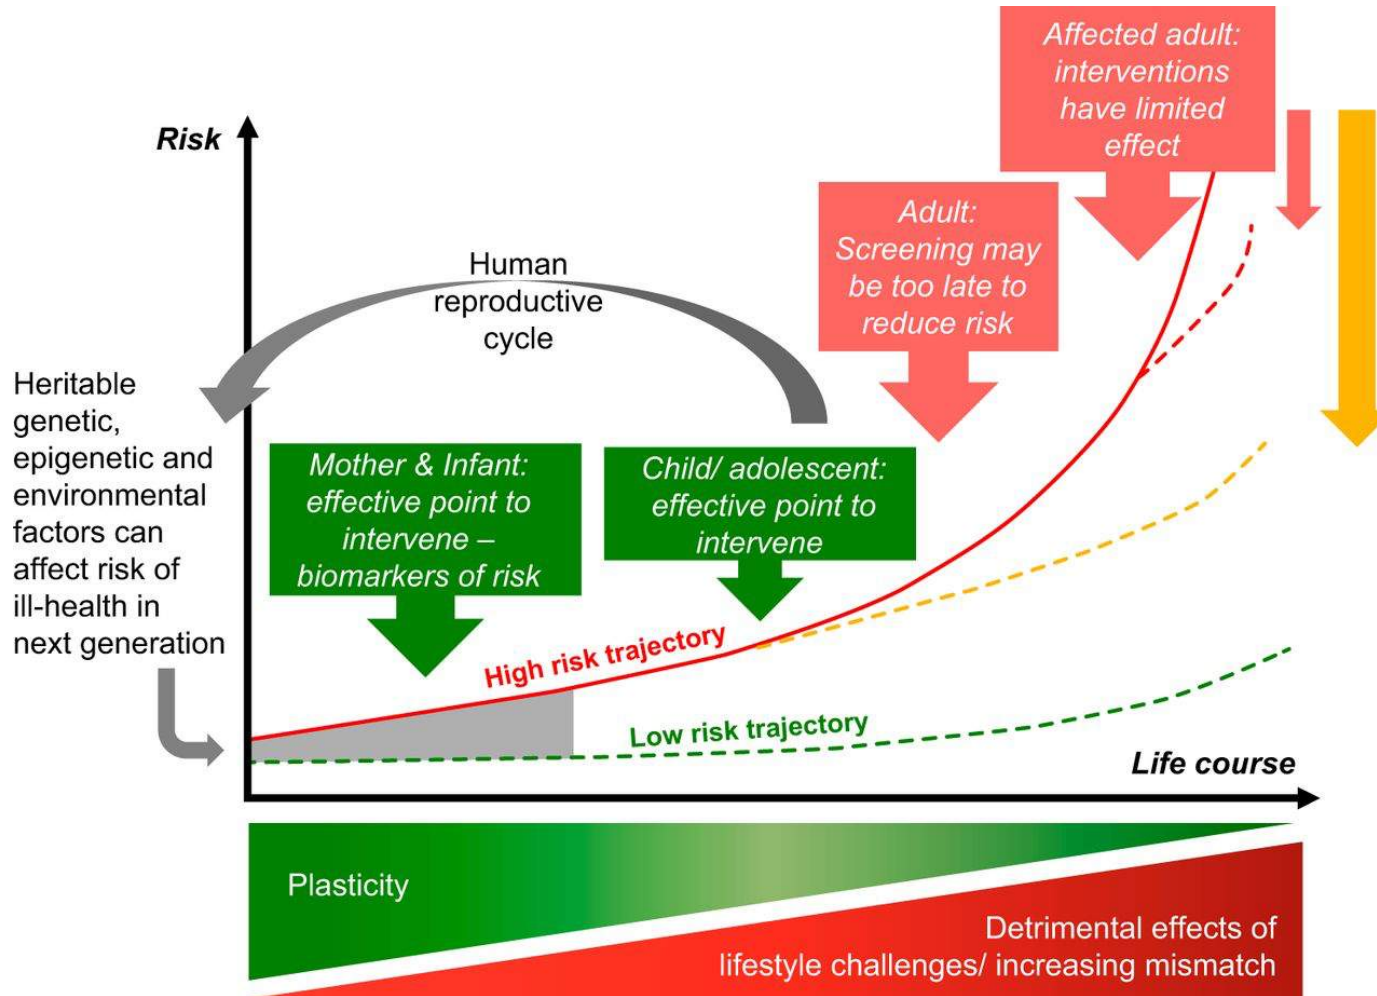 Risk
Human
reproductive
cycle
Affected adult:
interventions
have limited
effect
Adult:
Screening may
be too late to
reduce risk
Heritable
genetic,
epigenetic and
environmental
factors can
affect risk of
ill-health in
next generation
Mother & Infant:
effective point to
intervene –
biomarkers of risk
Child/ adolescent:
effective point to
intervene
High risk trajectory
Low risk trajectory
Life course
Plasticity
Detrimental effects of
lifestyle challenges/ increasing mismatch